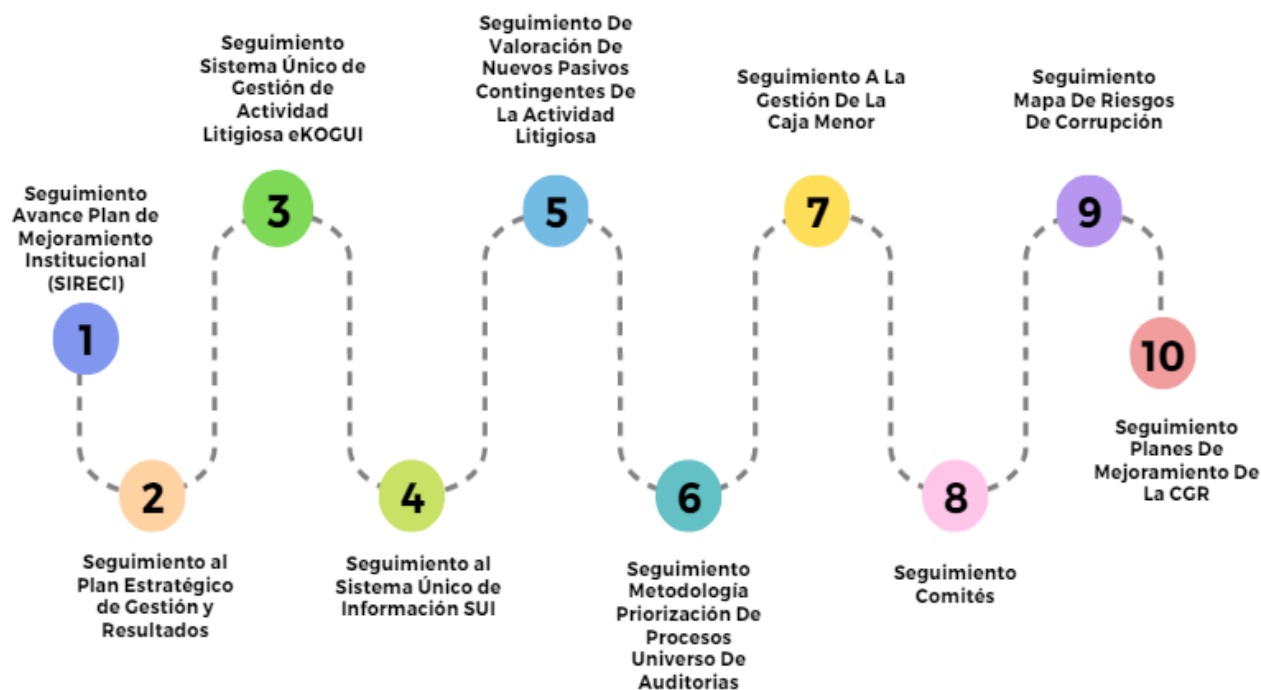 Seguimiento
Avance Plan de
Mejoramiento
Institucional
(SIRECI)
1
2
Seguimiento al
Plan Estratégico
de Gestión y
Resultados
Seguimiento
Sistema Único de
Gestión de
Actividad
Litigiosa eKOGUI
3
4
Seguimiento al
Sistema Único de
Información SUI
Seguimiento De
Valoración De
Nuevos Pasivos
Contingentes De
La Actividad
Litigiosa
5
6
Seguimiento
Metodología
Priorización De
Procesos
Universo De
Auditorias
Seguimiento A La
Gestión De La
Caja Menor
7
8
Seguimiento
Comités
Seguimiento
Mapa De Riesgos
De Corrupción
9
10
Seguimiento
Planes De
Mejoramiento De
La CGR